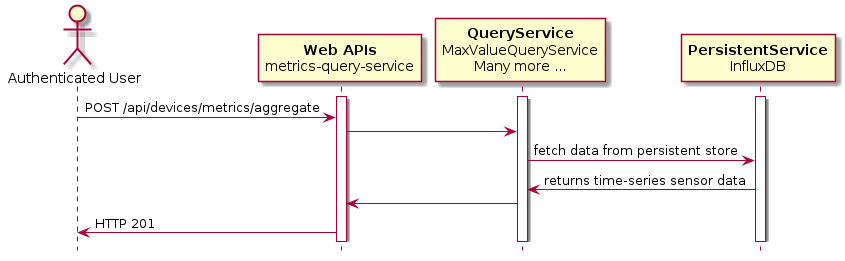 Authenticated User
Web APIs
metrics-query-service
QueryService
MaxValueQueryService
Many more ...
PersistentService
InfluxDB
POST /api/devices/metrics/aggregate
fetch data from persistent store
returns time-series sensor data
HTTP 201